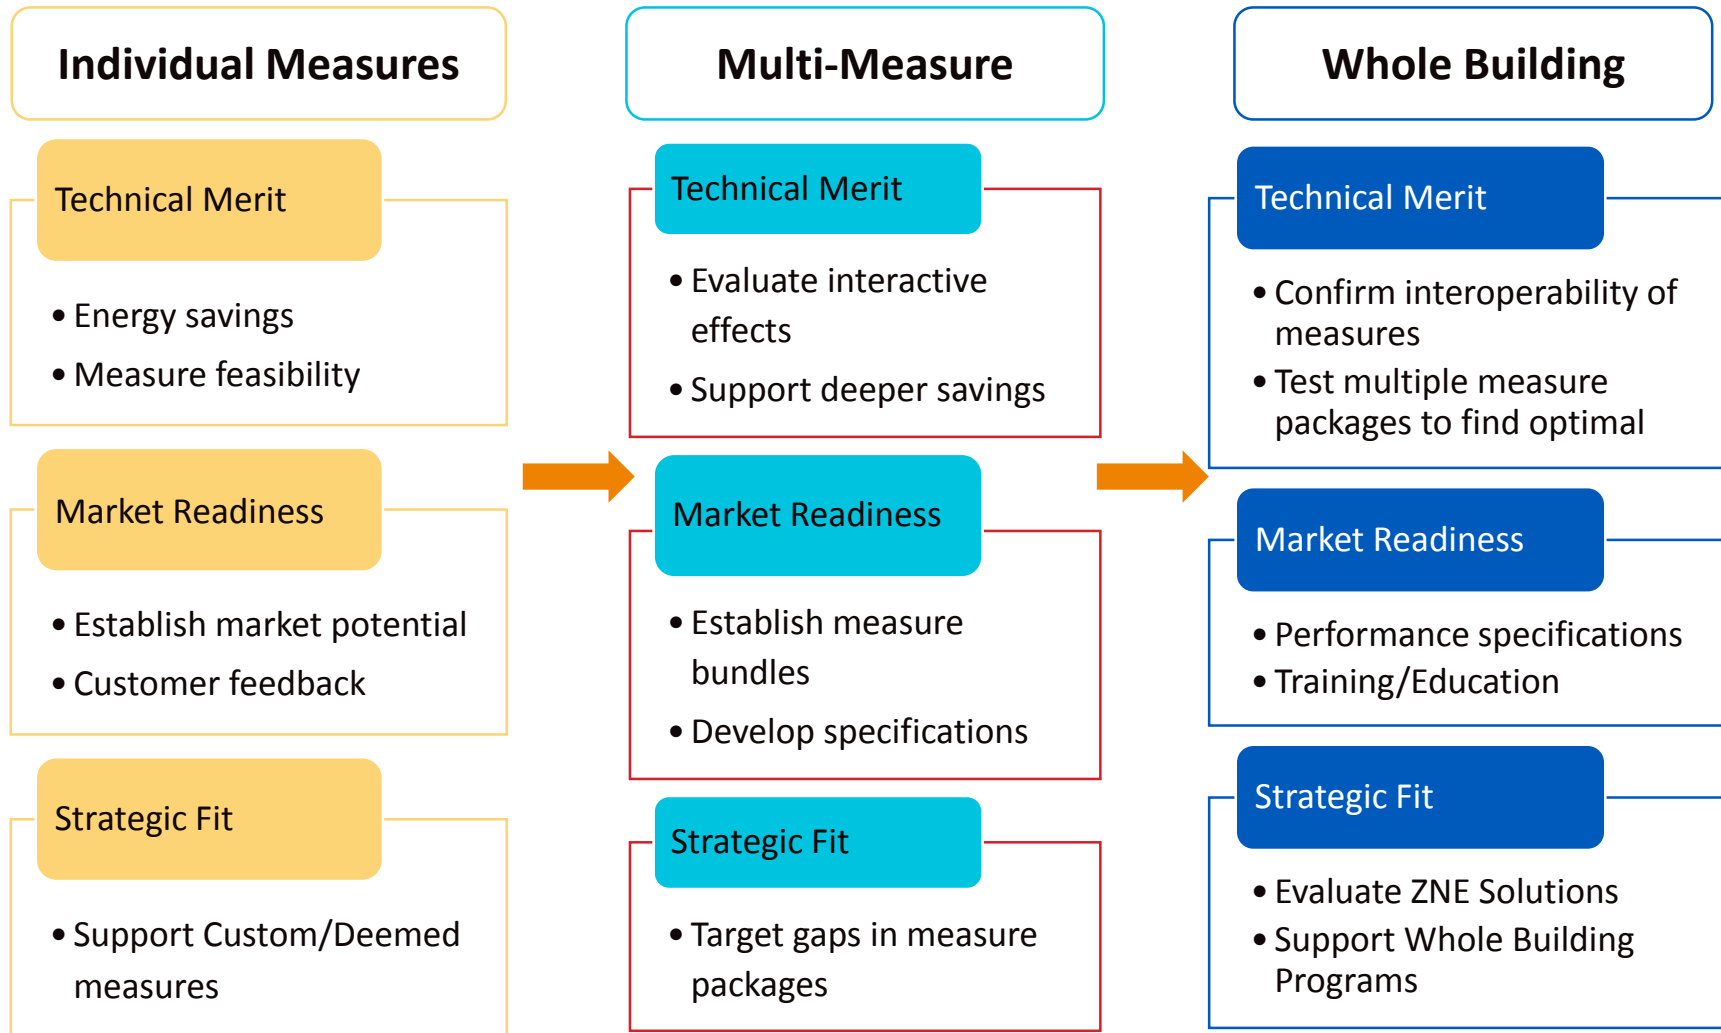 Individual Measures
Technical Merit
• Energy savings
• Measure feasibility
Market Readiness
• Establish market potential
• Customer feedback
Strategic Fit
• Support Custom/Deemed
measures
Multi-Measure
Technical Merit
• Evaluate interactive
effects
• Support deeper savings
Market Readiness
• Establish measure
bundles
• Develop specifications
Strategic Fit
• Target gaps in measure
packages
Whole Building
Technical Merit
• Confirm interoperability of
measures
• Test multiple measure
packages to find optimal
Market Readiness
• Performance specifications
• Training/Education
Strategic Fit
• Evaluate ZNE Solutions
• Support Whole Building
Programs